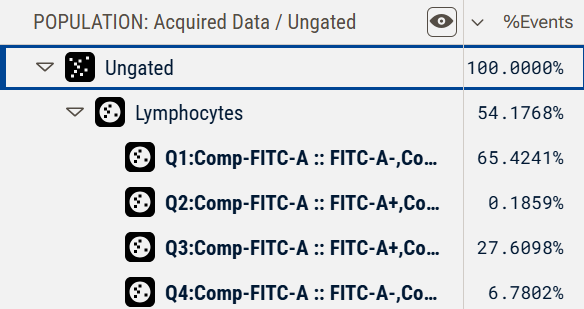 POPULATION: Acquired Data / Ungated %Events
Ungated 100.0000%
Lymphocytes 54.1768%
Q1:Comp-FITC-A :: FITC-A-,Co… 65.4241%
Q2:Comp-FITC-A :: FITC-A+,Co… 0.1859%
Q3:Comp-FITC-A :: FITC-A+,Co… 27.6098%
Q4:Comp-FITC-A :: FITC-A-,Co… 6.7802%